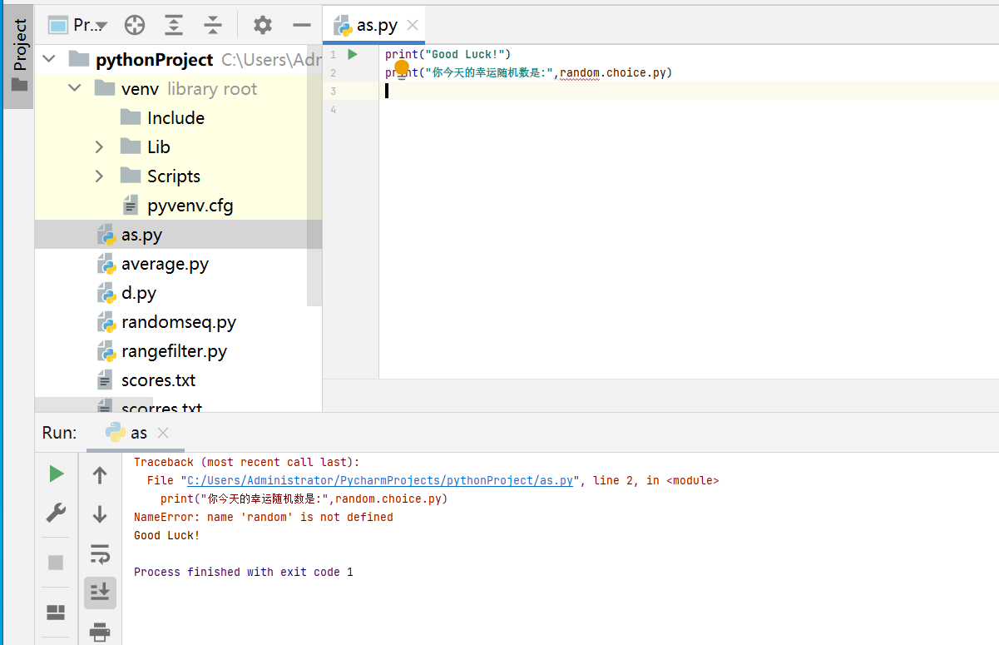 Project
Pr...
as.py
pythonProject C:\Users\Adr
venv library root
Include
Lib
Scripts
pyvenv.cfg
as.py
average.py
d.py
randomseq.py
rangefilter.py
scores.txt
scorres.txt
1 print("Good Luck!")
2 print("你今天的幸运随机数是:",random.choice.py)
3
4
Run: as
Traceback (most recent call last):
File "C:/Users/Administrator/PycharmProjects/pythonProject/as.py", line 2, in <module>
print("你今天的幸运随机数是:",random.choice.py)
NameError: name 'random' is not defined
Good Luck!
Process finished with exit code 1